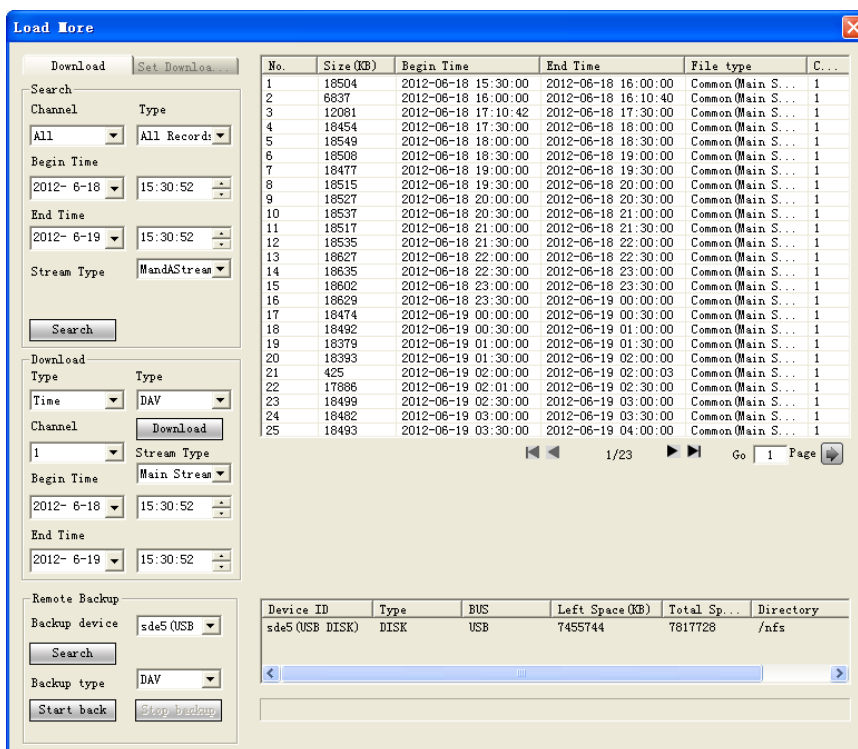 Load More
Download Set Downloa...
Search
Channel Type
All All Record:
Begin Time
2012- 6-18 15:30:52
End Time
2012- 6-19 15:30:52
Stream Type MandAStream
Search
Download
Type Type
Time DAV
Channel Download
1 Stream Type
Main Stream
Begin Time
2012- 6-18 15:30:52
End Time
2012- 6-19 15:30:52
Remote Backup
Backup device sde5(USB
Search
Backup type DAV
Start back Stop backup
No. Size(KB) Begin Time End Time File type C...
1 18504 2012-06-18 15:30:00 2012-06-18 16:00:00 Common(Main S... 1
2 6837 2012-06-18 16:00:00 2012-06-18 16:10:40 Common(Main S... 1
3 12081 2012-06-18 17:10:42 2012-06-18 17:30:00 Common(Main S... 1
4 18454 2012-06-18 17:30:00 2012-06-18 18:00:00 Common(Main S... 1
5 18549 2012-06-18 18:00:00 2012-06-18 18:30:00 Common(Main S... 1
6 18508 2012-06-18 18:30:00 2012-06-18 19:00:00 Common(Main S... 1
7 18477 2012-06-18 19:00:00 2012-06-18 19:30:00 Common(Main S... 1
8 18515 2012-06-18 19:30:00 2012-06-18 20:00:00 Common(Main S... 1
9 18527 2012-06-18 20:00:00 2012-06-18 20:30:00 Common(Main S... 1
10 18537 2012-06-18 20:30:00 2012-06-18 21:00:00 Common(Main S... 1
11 18517 2012-06-18 21:00:00 2012-06-18 21:30:00 Common(Main S... 1
12 18535 2012-06-18 21:30:00 2012-06-18 22:00:00 Common(Main S... 1
13 18627 2012-06-18 22:00:00 2012-06-18 22:30:00 Common(Main S... 1
14 18635 2012-06-18 22:30:00 2012-06-18 23:00:00 Common(Main S... 1
15 18602 2012-06-18 23:00:00 2012-06-18 23:30:00 Common(Main S... 1
16 18629 2012-06-18 23:30:00 2012-06-19 00:00:00 Common(Main S... 1
17 18474 2012-06-19 00:00:00 2012-06-19 00:30:00 Common(Main S... 1
18 18492 2012-06-19 00:30:00 2012-06-19 01:00:00 Common(Main S... 1
19 18379 2012-06-19 01:00:00 2012-06-19 01:30:00 Common(Main S... 1
20 18393 2012-06-19 01:30:00 2012-06-19 02:00:00 Common(Main S... 1
21 425 2012-06-19 02:00:00 2012-06-19 02:00:03 Common(Main S... 1
22 17886 2012-06-19 02:01:00 2012-06-19 02:30:00 Common(Main S... 1
23 18499 2012-06-19 02:30:00 2012-06-19 03:00:00 Common(Main S... 1
24 18482 2012-06-19 03:00:00 2012-06-19 03:30:00 Common(Main S... 1
25 18493 2012-06-19 03:30:00 2012-06-19 04:00:00 Common(Main S... 1
1/23 Go 1 Page
Device ID Type BUS Left Space(KB) Total Sp... Directory
sde5(USB DISK) DISK USB 7455744 7817728 /nfs